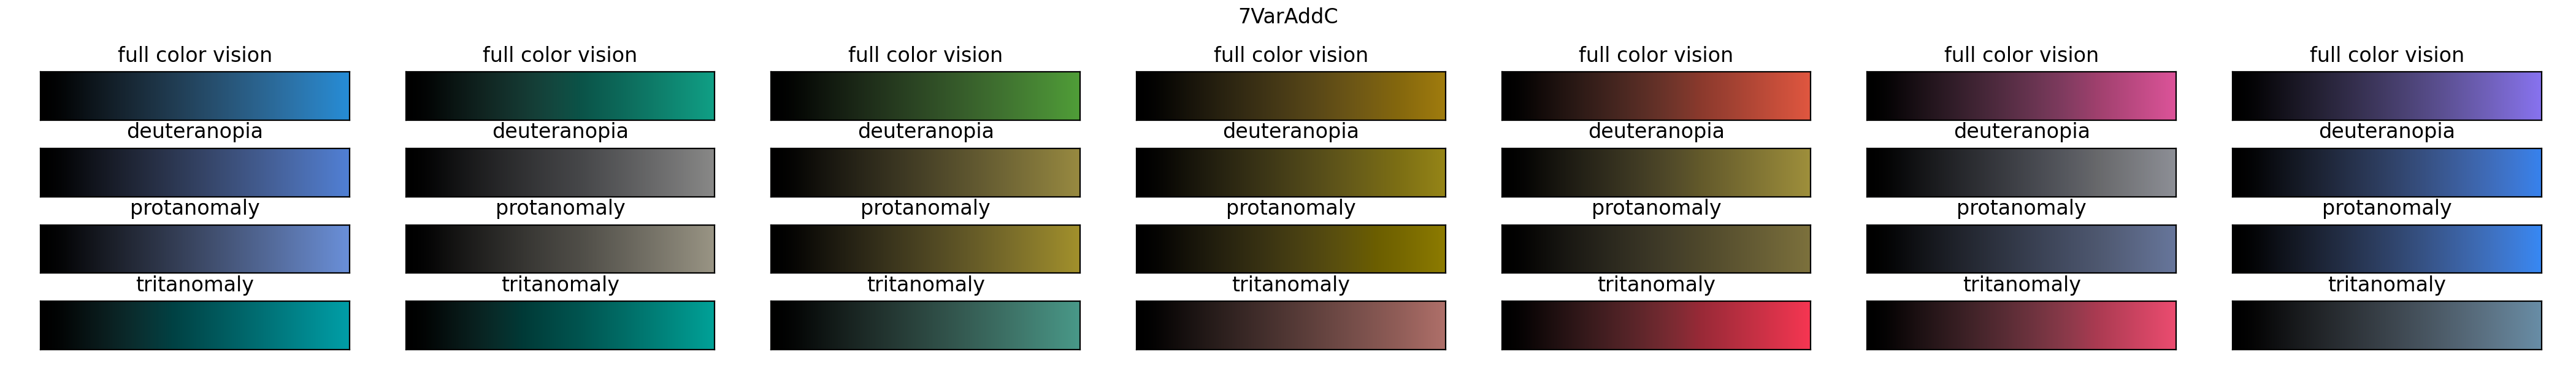 7VarAddC
full color vision full color vision full color vision full color vision full color vision full color vision full color vision
deuteranopia deuteranopia deuteranopia deuteranopia deuteranopia deuteranopia deuteranopia
protanomaly protanomaly protanomaly protanomaly protanomaly protanomaly protanomaly
tritanomaly tritanomaly tritanomaly tritanomaly tritanomaly tritanomaly tritanomaly